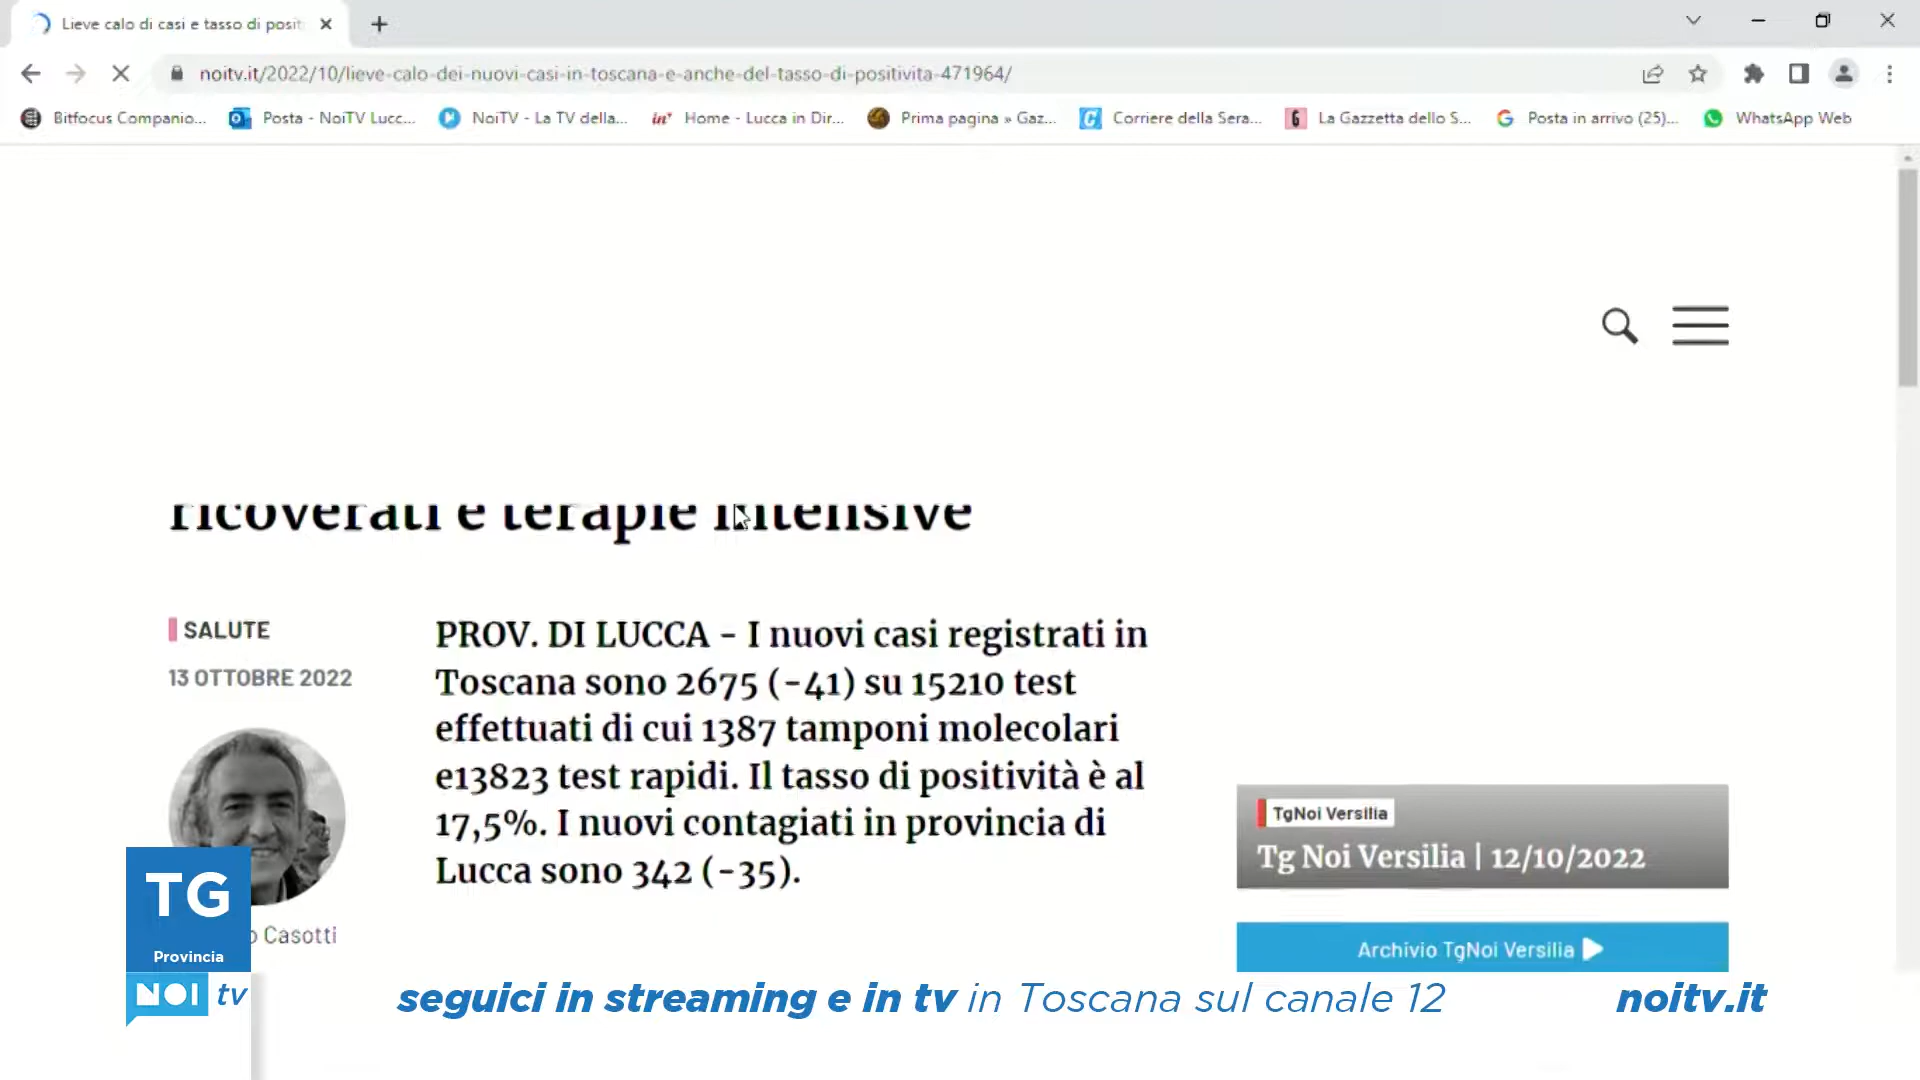 Lieve calo di casi e tasso di posit
noitv.it/2022/10/lieve-calo-dei-nuovi-casi-in-toscana-e-anche-del-tasso-di-positivita-471964/
Bitfocus Companio...
Posta - NoiTV Lucc...
NoiTV - La TV della...
Home - Lucca in Dir...
Prima pagina » Gaz...
Corriere della Sera...
La Gazzetta dello S...
Posta in arrivo (25)...
WhatsApp Web
ricoverati e terapie intensive
SALUTE
13 OTTOBRE 2022
PROV. DI LUCCA - I nuovi casi registrati in
Toscana sono 2675 (-41) su 15210 test
effettuati di cui 1387 tamponi molecolari
e13823 test rapidi. Il tasso di positività è al
17,5%. I nuovi contagiati in provincia di
Lucca sono 342 (-35).
o Casotti
TgNoi Versilia
Tg Noi Versilia | 12/10/2022
Archivio TgNoi Versilia
TG
Provincia
NOI tv
seguici in streaming e in tv in Toscana sul canale 12
noitv.it